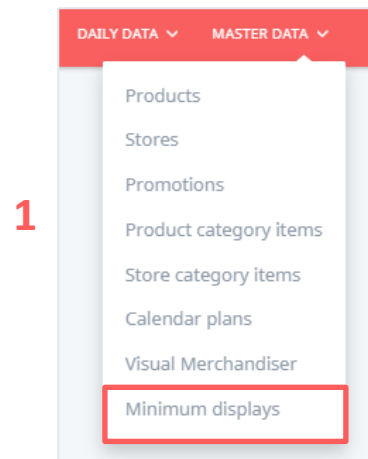 DAILY DATA MASTER DATA
Products
Stores
Promotions
1
Product category items
Store category items
Calendar plans
Visual Merchandiser
Minimum displays